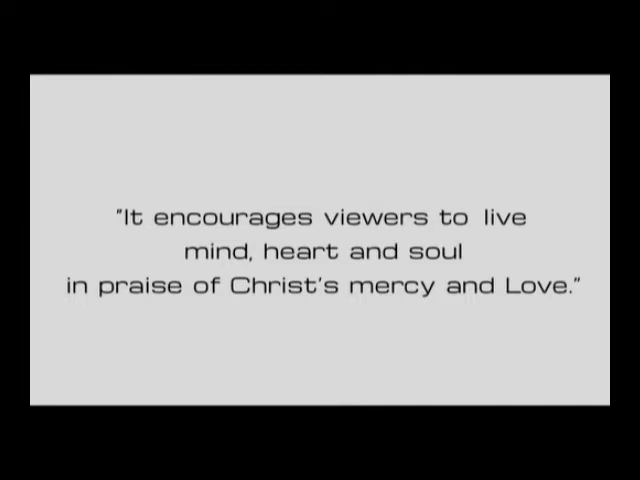 "It encourages viewers to live
mind, heart and soul
in praise of Christ's mercy and Love."